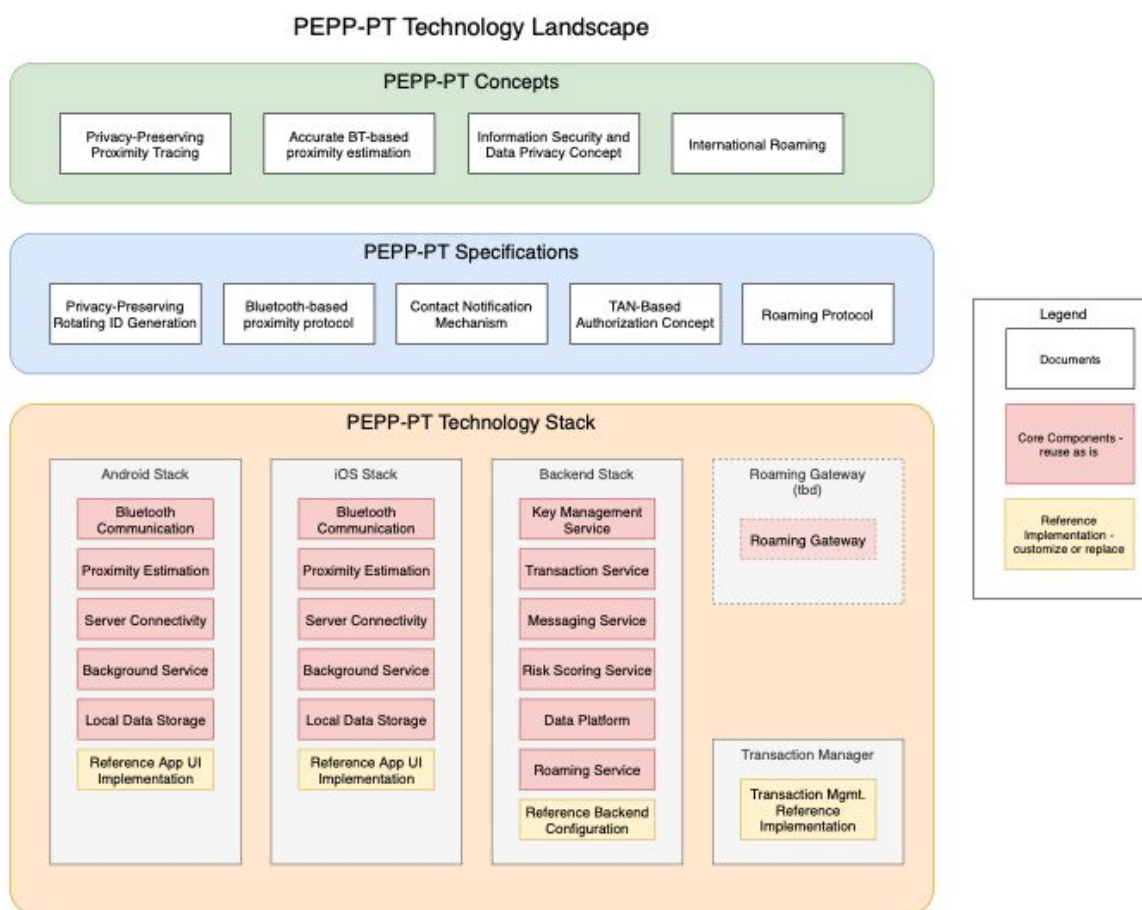 PEPP-PT Technology Landscape
PEPP-PT Concepts
Privacy-Preserving
Proximity Tracing
Accurate BT-based
proximity estimation
Information Security and
Data Privacy Concept
International Roaming
PEPP-PT Specifications
Privacy-Preserving
Rotating ID Generation
Bluetooth-based
proximity protocol
Contact Notification
Mechanism
TAN-Based
Authorization Concept
Roaming Protocol
PEPP-PT Technology Stack
Android Stack
Bluetooth
Communication
Proximity Estimation
Server Connectivity
Background Service
Local Data Storage
Reference App UI
Implementation
iOS Stack
Bluetooth
Communication
Proximity Estimation
Server Connectivity
Background Service
Local Data Storage
Reference App UI
Implementation
Backend Stack
Key Management
Service
Transaction Service
Messaging Service
Risk Scoring Service
Data Platform
Roaming Service
Reference Backend
Configuration
Roaming Gateway
(tbd)
Roaming Gateway
Transaction Manager
Transaction Mgmt.
Reference
Implementation
Legend
Documents
Core Components -
reuse as is
Reference
Implementation -
customize or replace